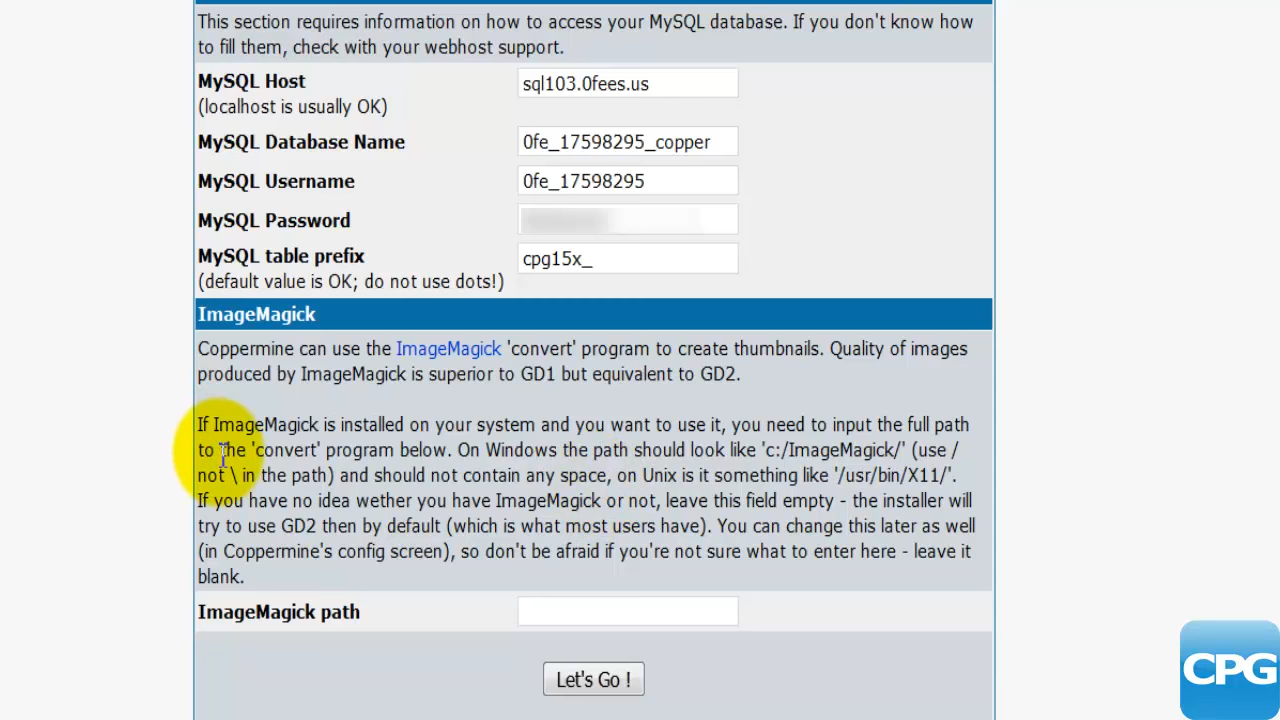 This section requires information on how to access your MySQL database. If you don't know how
to fill them, check with your webhost support.
MySQL Host
(localhost is usually OK)
sql103.0fees.us
MySQL Database Name
0fe_17598295_copper
MySQL Username
0fe_17598295
MySQL Password
MySQL table prefix
(default value is OK; do not use dots!)
cpg15x_
ImageMagick
Coppermine can use the ImageMagick 'convert' program to create thumbnails. Quality of images
produced by ImageMagick is superior to GD1 but equivalent to GD2.
If ImageMagick is installed on your system and you want to use it, you need to input the full path
to the 'convert' program below. On Windows the path should look like 'c:/ImageMagick/' (use /
not \ in the path) and should not contain any space, on Unix is it something like '/usr/bin/X11/'.
If you have no idea wether you have ImageMagick or not, leave this field empty - the installer will
try to use GD2 then by default (which is what most users have). You can change this later as well
(in Coppermine's config screen), so don't be afraid if you're not sure what to enter here - leave it
blank.
ImageMagick path
Let's Go !
CPG